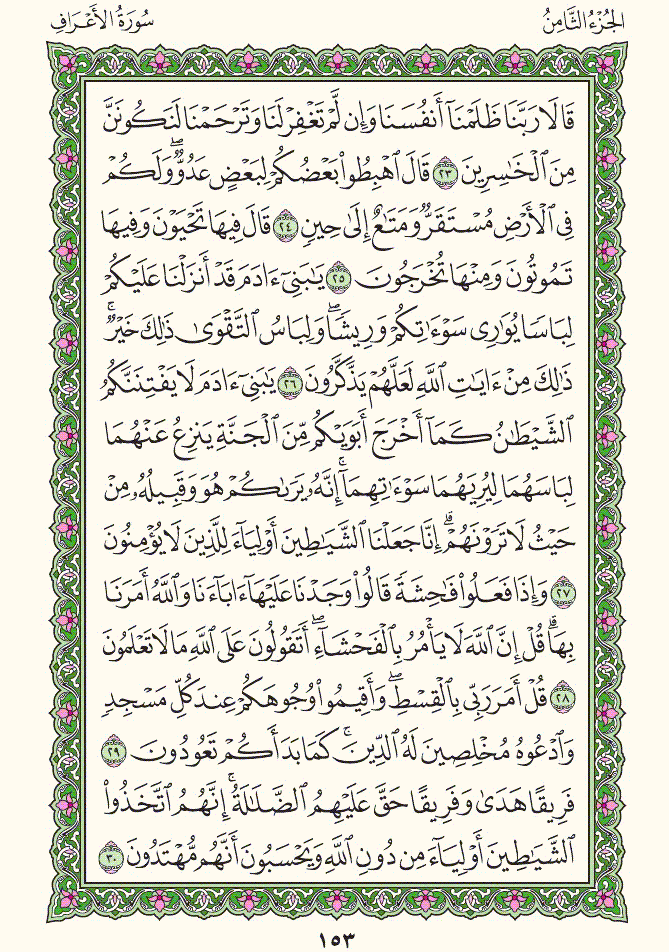 الجُزْءُ الثَّامِنُ
سُورَةُ الأَعْرَافِ
قَالَا رَبَّنَا ظَلَمْنَآ أَنفُسَنَا وَإِن لَّمْ تَغْفِرْ لَنَا وَتَرْحَمْنَا لَنَكُونَنَّ
مِنَ ٱلْخَٰسِرِينَ ٢٣ قَالَ ٱهْبِطُوا۟ بَعْضُكُمْ لِبَعْضٍ عَدُوٌّۖ وَلَكُمْ
فِى ٱلْأَرْضِ مُسْتَقَرٌّ وَمَتَٰعٌ إِلَىٰ حِينٍ ٢٤ قَالَ فِيهَا تَحْيَوْنَ وَفِيهَا
تَمُوتُونَ وَمِنْهَا تُخْرَجُونَ ٢٥ يَٰبَنِىٓ ءَادَمَ قَدْ أَنزَلْنَا عَلَيْكُمْ
لِبَاسًا يُوَٰرِى سَوْءَٰتِكُمْ وَرِيشًاۖ وَلِبَاسُ ٱلتَّقْوَىٰ ذَٰلِكَ خَيْرٌۚ
ذَٰلِكَ مِنْ ءَايَٰتِ ٱللَّهِ لَعَلَّهُمْ يَذَّكَّرُونَ ٢٦ يَٰبَنِىٓ ءَادَمَ لَا يَفْتِنَنَّكُمُ
ٱلشَّيْطَٰنُ كَمَآ أَخْرَجَ أَبَوَيْكُم مِّنَ ٱلْجَنَّةِ يَنزِعُ عَنْهُمَا
لِبَاسَهُمَا لِيُرِيَهُمَا سَوْءَٰتِهِمَآۚ إِنَّهُۥ يَرَىٰكُمْ هُوَ وَقَبِيلُهُۥ مِنْ
حَيْثُ لَا تَرَوْنَهُمْۗ إِنَّا جَعَلْنَا ٱلشَّيَٰطِينَ أَوْلِيَآءَ لِلَّذِينَ لَا يُؤْمِنُونَ
٢٧ وَإِذَا فَعَلُوا۟ فَٰحِشَةً قَالُوا۟ وَجَدْنَا عَلَيْهَآ ءَابَآءَنَا وَٱللَّهُ أَمَرَنَا
بِهَاۗ قُلْ إِنَّ ٱللَّهَ لَا يَأْمُرُ بِٱلْفَحْشَآءِۖ أَتَقُولُونَ عَلَى ٱللَّهِ مَا لَا تَعْلَمُونَ
٢٨ قُلْ أَمَرَ رَبِّى بِٱلْقِسْطِۖ وَأَقِيمُوا۟ وُجُوهَكُمْ عِندَ كُلِّ مَسْجِدٍ
وَٱدْعُوهُ مُخْلِصِينَ لَهُ ٱلدِّينَۚ كَمَا بَدَأَكُمْ تَعُودُونَ ٢٩
فَرِيقًا هَدَىٰ وَفَرِيقًا حَقَّ عَلَيْهِمُ ٱلضَّلَٰلَةُۚ إِنَّهُمُ ٱتَّخَذُوا۟
ٱلشَّيَٰطِينَ أَوْلِيَآءَ مِن دُونِ ٱللَّهِ وَيَحْسَبُونَ أَنَّهُم مُّهْتَدُونَ ٣٠
١٥٣